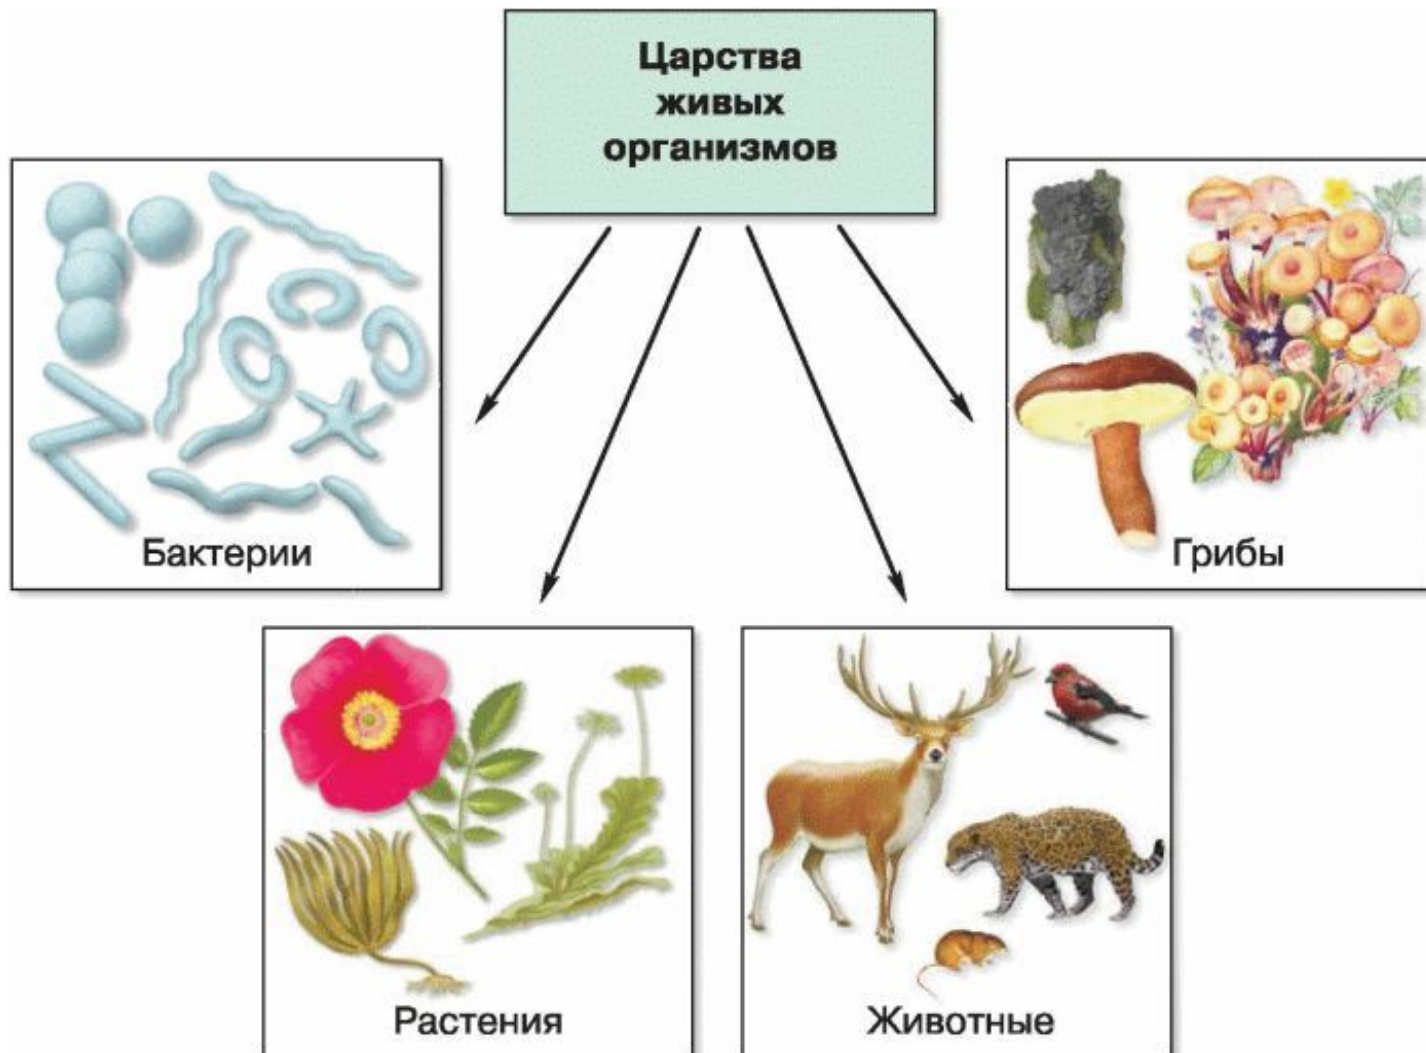 Царства
живых
организмов
Бактерии
Грибы
Растения
Животные